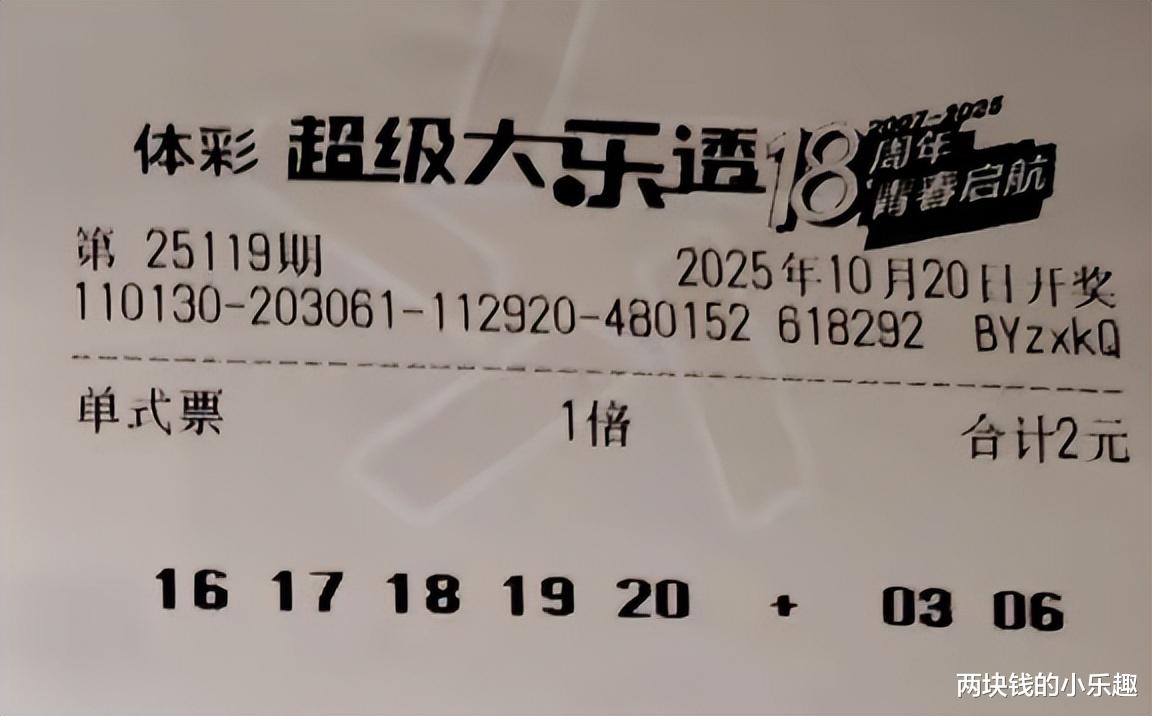 体彩 超级大乐透 18 2007-2025 周年 青春启航
第 25119期 2025年10月20日开奖
110130-203061-112920-480152 618292 BYzxkQ
单式票 1倍 合计2元
16 17 18 19 20 + 03 06
两块钱的小乐趣